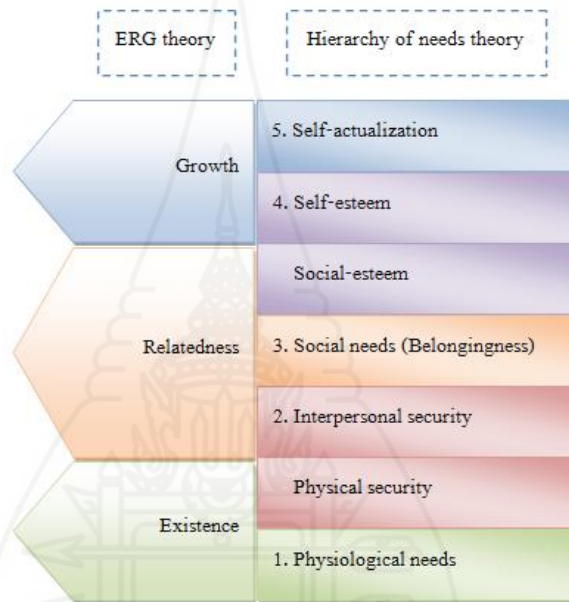 ERG theory
Hierarchy of needs theory
5. Self-actualization
Growth
4. Self-esteem
Social-esteem
Relatedness
3. Social needs (Belongingness)
2. Interpersonal security
Physical security
Existence
1. Physiological needs